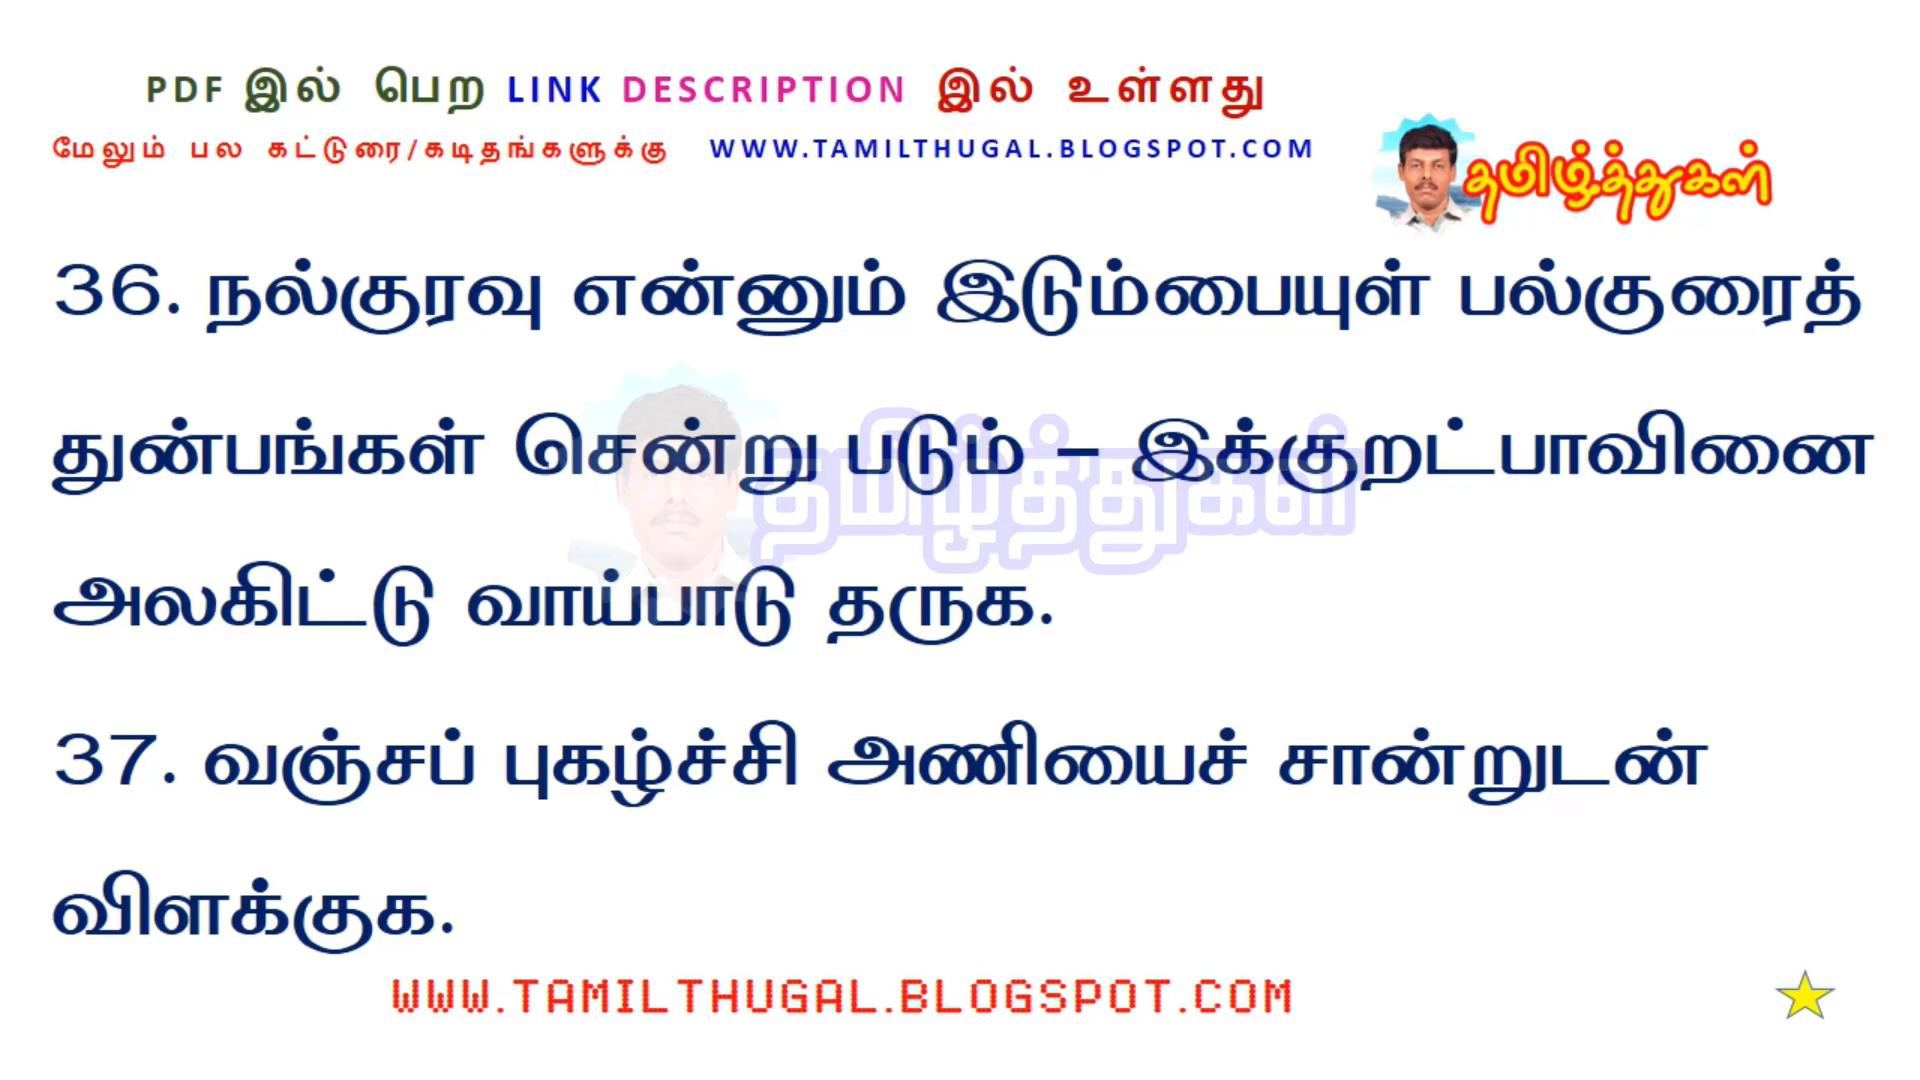 PDF இல் பெற LINK DESCRIPTION இல் உள்ளது
மேலும் பல கட்டுரை/கடிதங்களுக்கு WWW.TAMILTHUGAL.BLOGSPOT.COM
தமிழ்த்துகள்
36. நல்குரவு என்னும் இடும்பையுள் பல்குரைத்
துன்பங்கள் சென்று படும் – இக்குறட்பாவினை
தமிழ்த்துகள்
அலகிட்டு வாய்பாடு தருக.
37. வஞ்சப் புகழ்ச்சி அணியைச் சான்றுடன்
விளக்குக.
WWW.TAMILTHUGAL.BLOGSPOT.COM